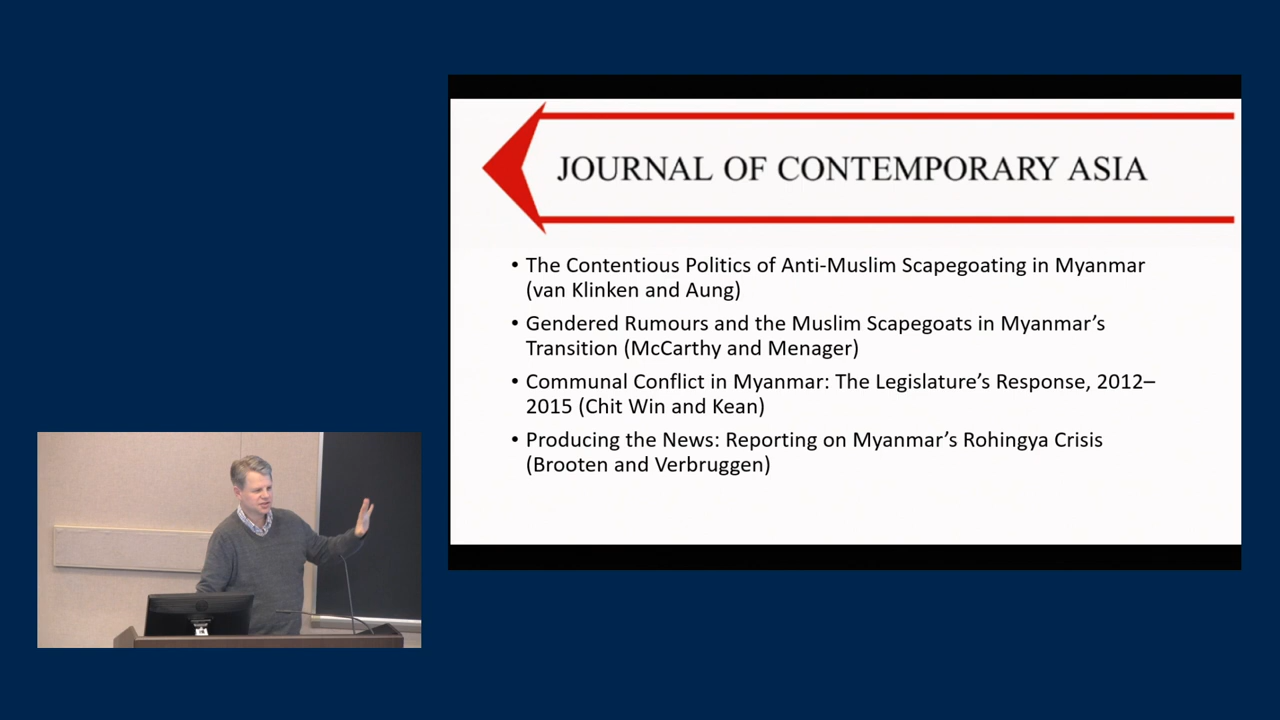 JOURNAL OF CONTEMPORARY ASIA
• The Contentious Politics of Anti-Muslim Scapegoating in Myanmar
(van Klinken and Aung)
• Gendered Rumours and the Muslim Scapegoats in Myanmar’s
Transition (McCarthy and Menager)
• Communal Conflict in Myanmar: The Legislature’s Response, 2012–
2015 (Chit Win and Kean)
• Producing the News: Reporting on Myanmar’s Rohingya Crisis
(Brooten and Verbruggen)